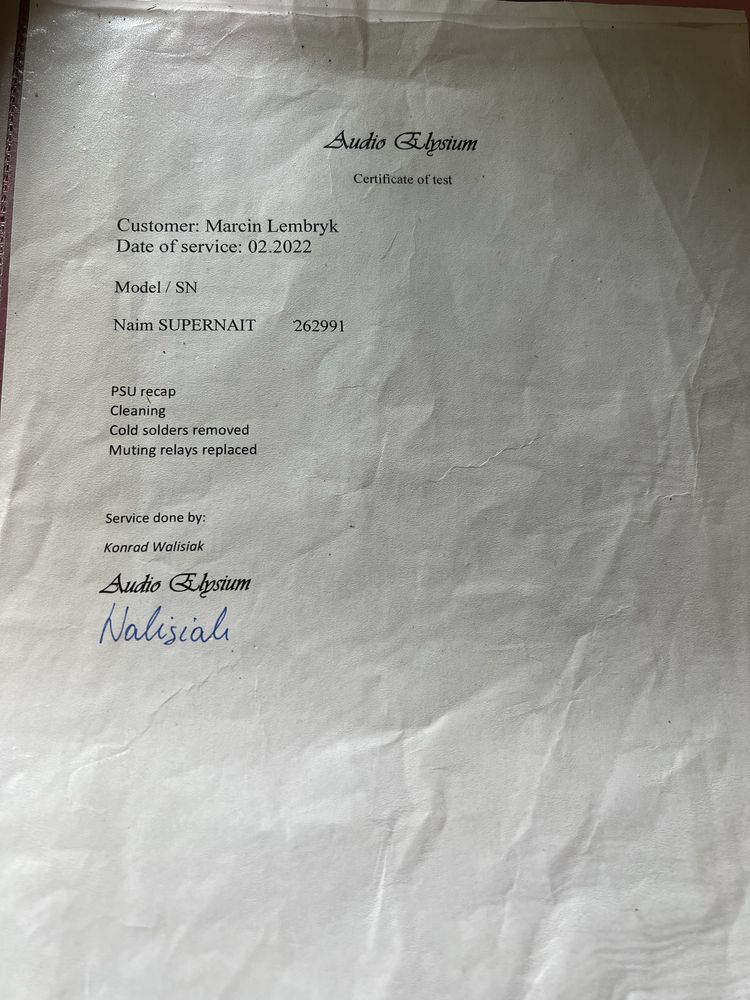 Audio Elysium
Certificate of test
Customer: Marcin Lembryk
Date of service: 02.2022
Model / SN
Naim SUPERNAIT 262991
PSU recap
Cleaning
Cold solders removed
Muting relays replaced
Service done by:
Konrad Walisiak
Audio Elysium
Walisiak